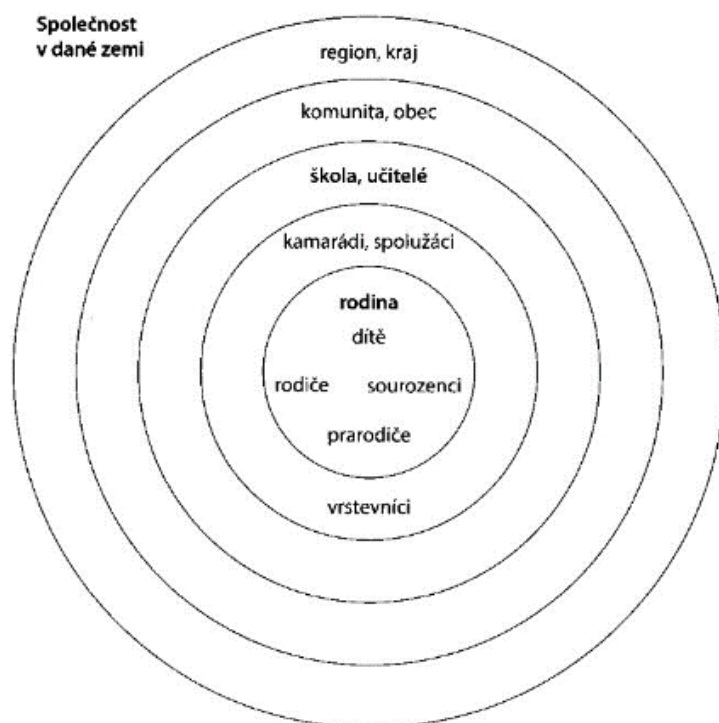 Společnost
v dané zemi
region, kraj
komunita, obec
škola, učitelé
kamarádi, spolužáci
rodina
dítě
rodiče sourozenci
prarodiče
vrstevníci